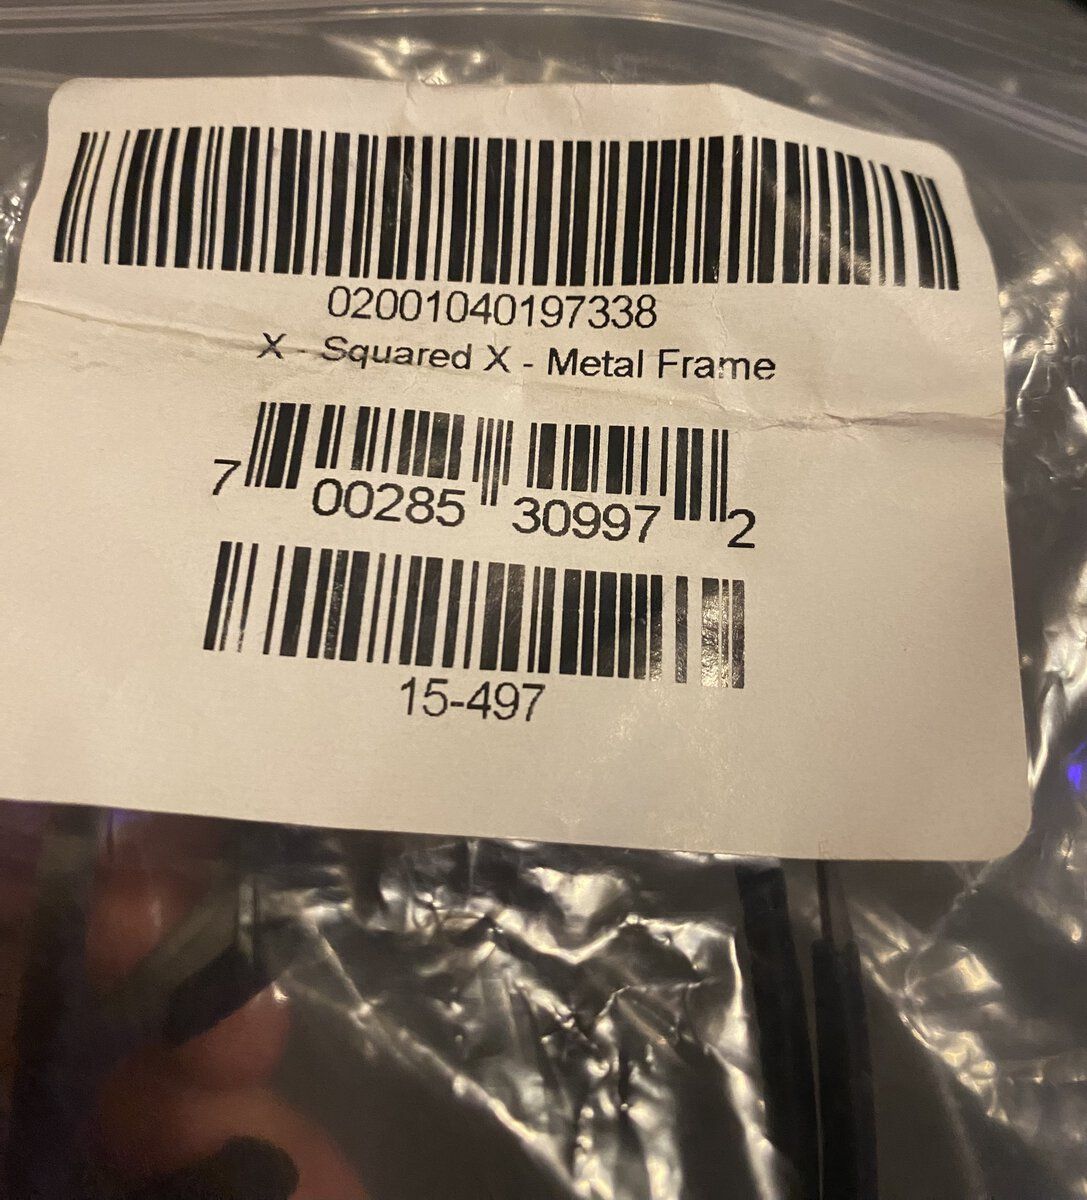 02001040197338
X - Squared X - Metal Frame
7 00285 30997 2
15-497